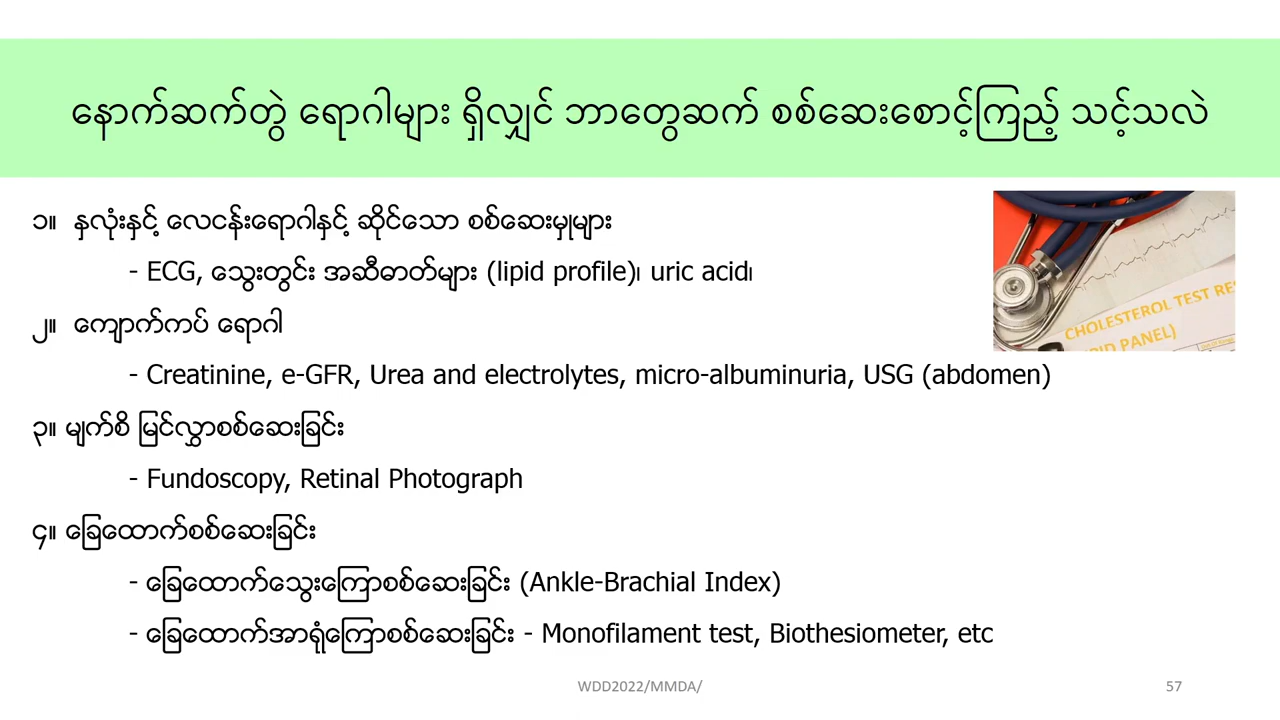 နောက်ဆက်တွဲ ရောဂါများ ရှိလျှင် ဘာတွေဆက် စစ်ဆေးစောင့်ကြည့် သင့်သလဲ
၁။ နှလုံးနှင့် လေငန်းရောဂါနှင့် ဆိုင်သော စစ်ဆေးမှုများ
- ECG, သွေးတွင်း အဆီဓာတ်များ (lipid profile)၊ uric acid၊
CHOLESTEROL TEST RE
PID PANEL)
၂။ ကျောက်ကပ် ရောဂါ
- Creatinine, e-GFR, Urea and electrolytes, micro-albuminuria, USG (abdomen)
၃။ မျက်စိ မြင်လွှာစစ်ဆေးခြင်း
- Fundoscopy, Retinal Photograph
၄။ ခြေထောက်စစ်ဆေးခြင်း
- ခြေထောက်သွေးကြောစစ်ဆေးခြင်း (Ankle-Brachial Index)
- ခြေထောက်အာရုံကြောစစ်ဆေးခြင်း - Monofilament test, Biothesiometer, etc
WDD2022/MMDA/
57